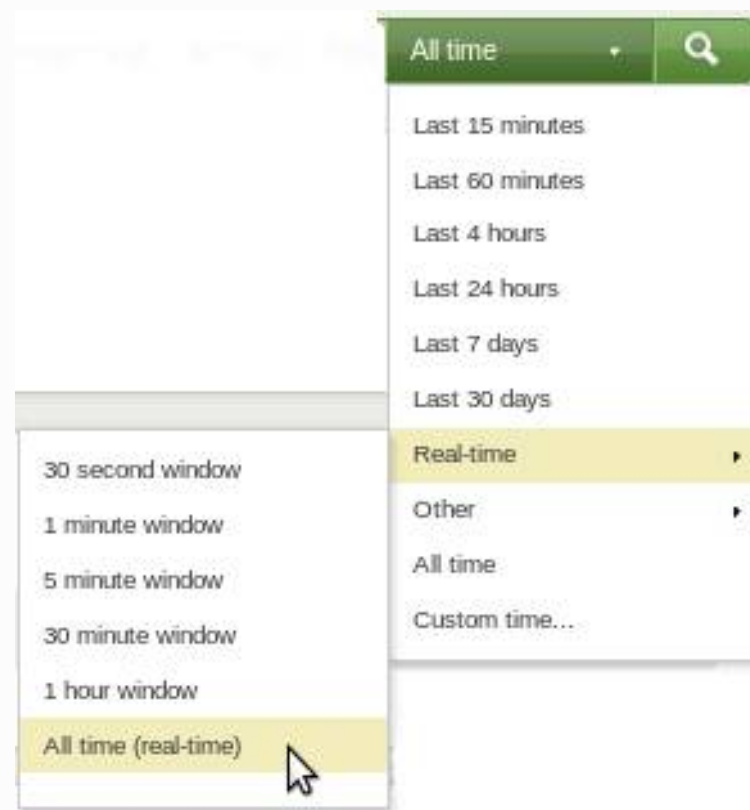 All time
Last 15 minutes
Last 60 minutes
Last 4 hours
Last 24 hours
Last 7 days
Last 30 days
Real-time
Other
All time
Custom time...
30 second window
1 minute window
5 minute window
30 minute window
1 hour window
All time (real-time)